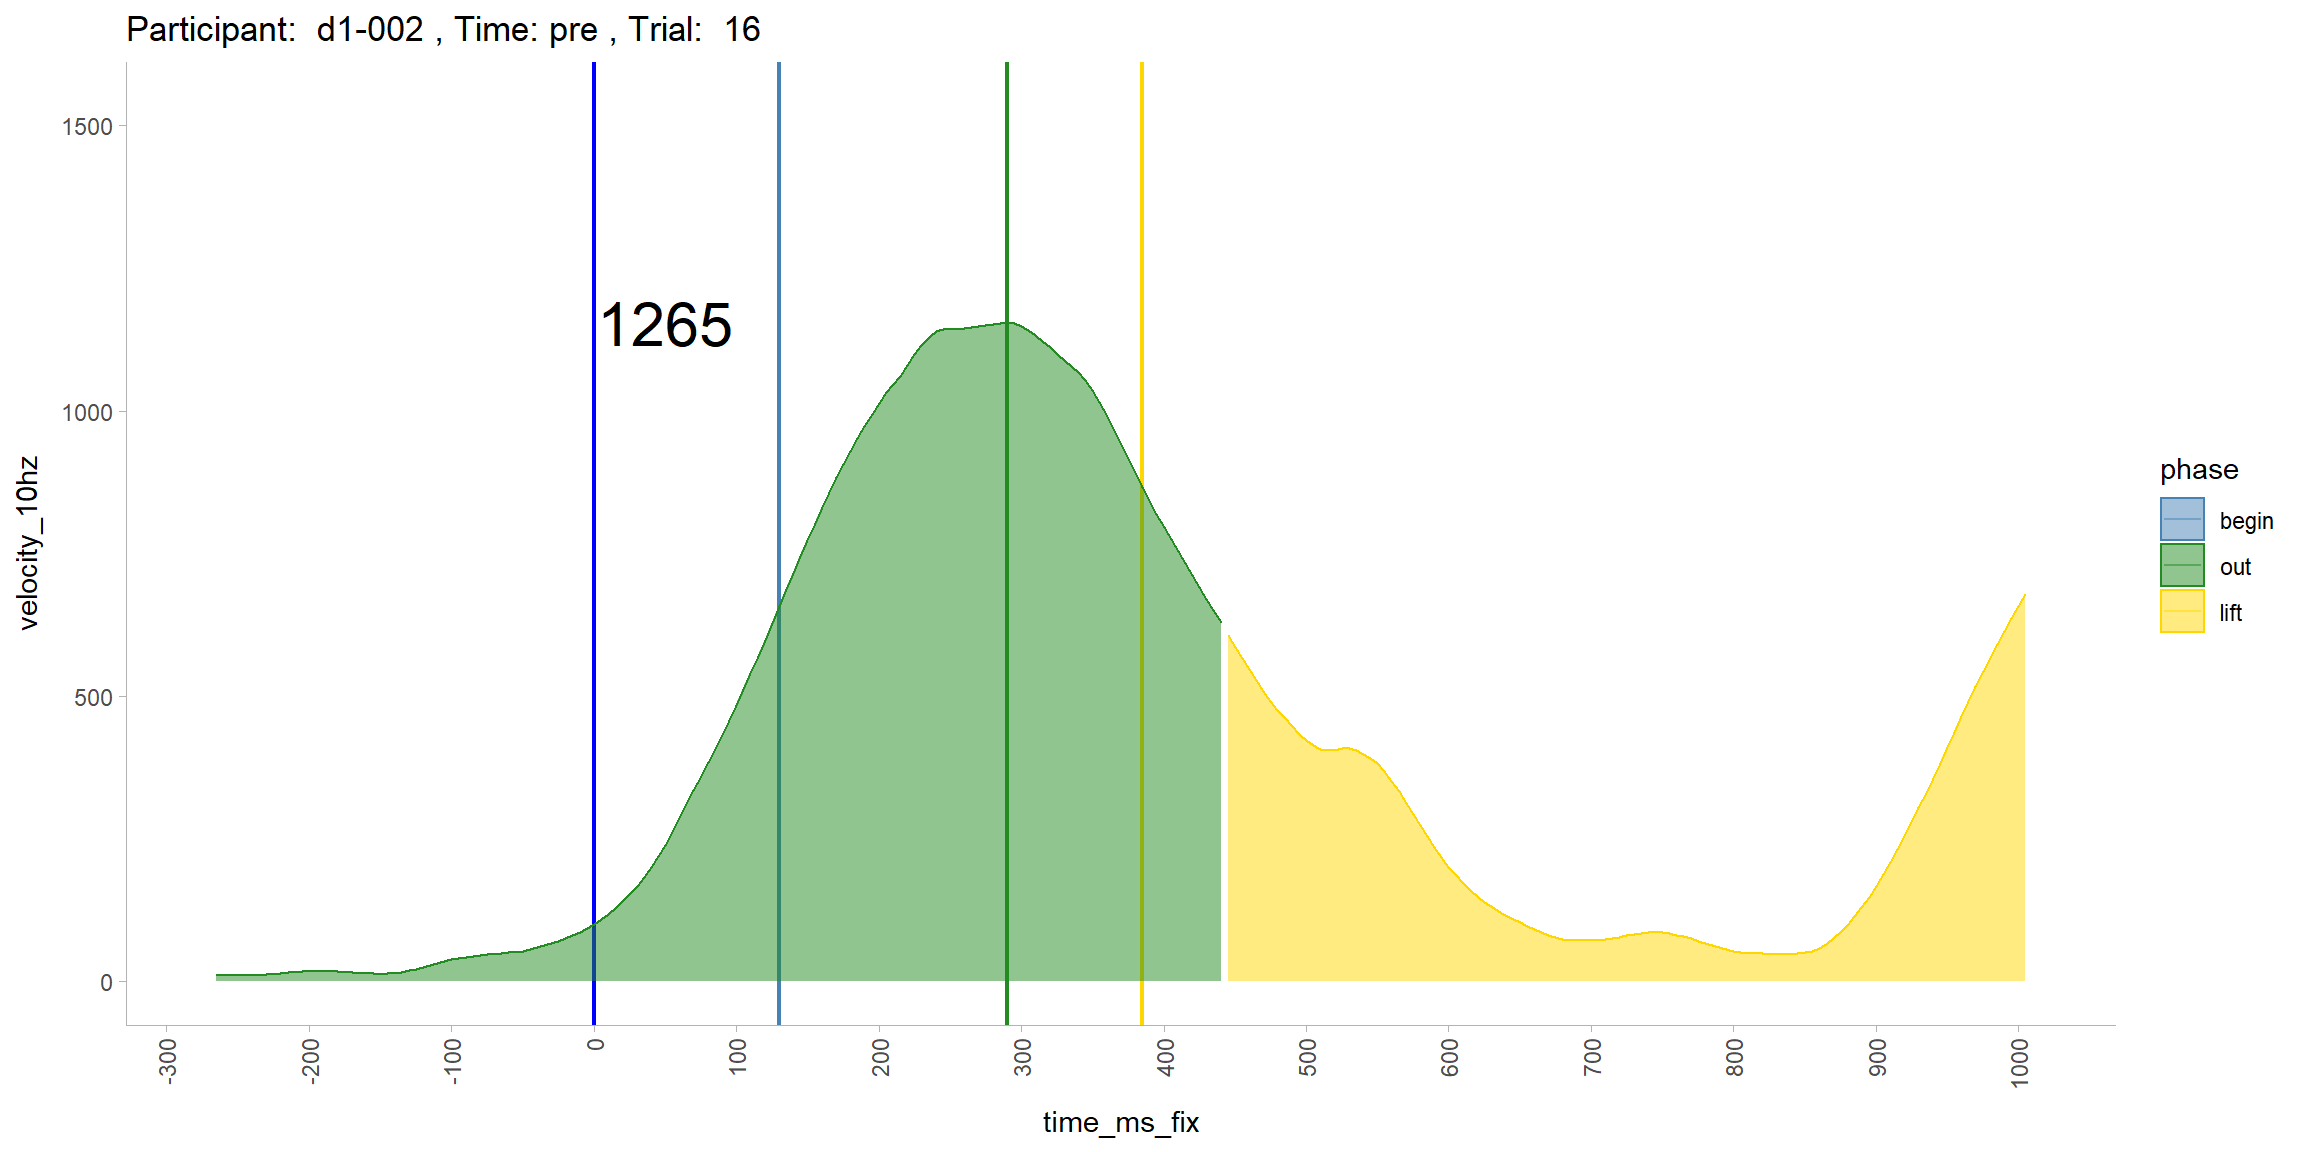 Participant:  d1-002 , Time: pre , Trial:  16
1500
1000
500
0
velocity_10hz
1265
-300
-200
-100
0
100
200
300
400
500
600
700
800
900
1000
time_ms_fix
phase
begin
out
lift